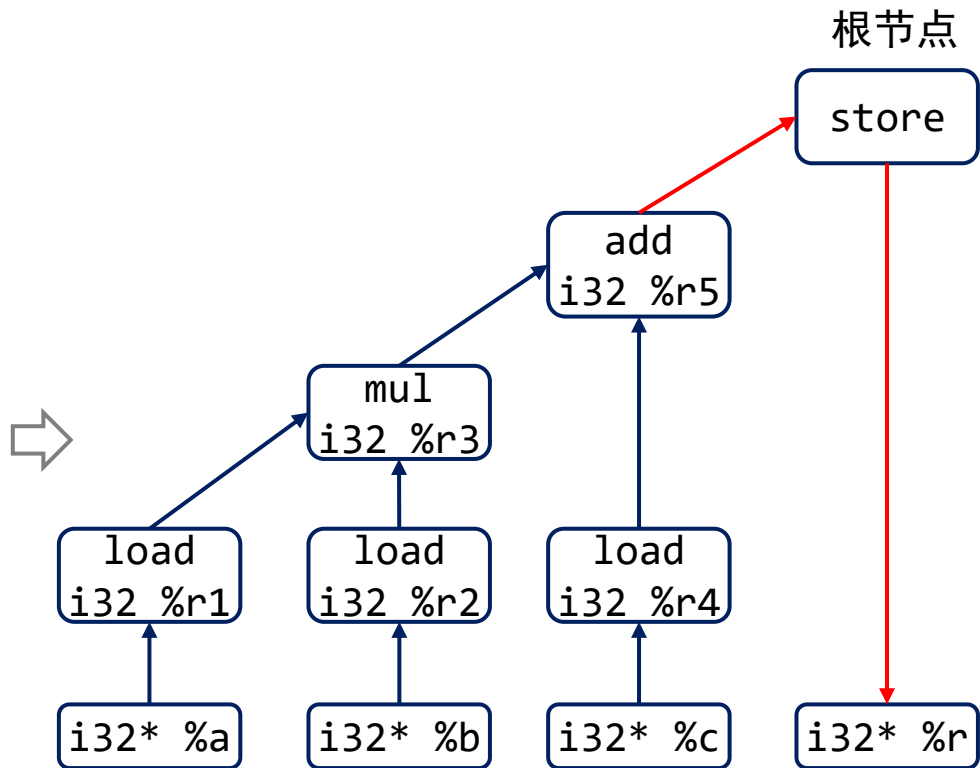 根节点
store
add
i32 %r5
mul
i32 %r3
load
i32 %r1
load
i32 %r2
load
i32 %r4
i32* %a
i32* %b
i32* %c
i32* %r